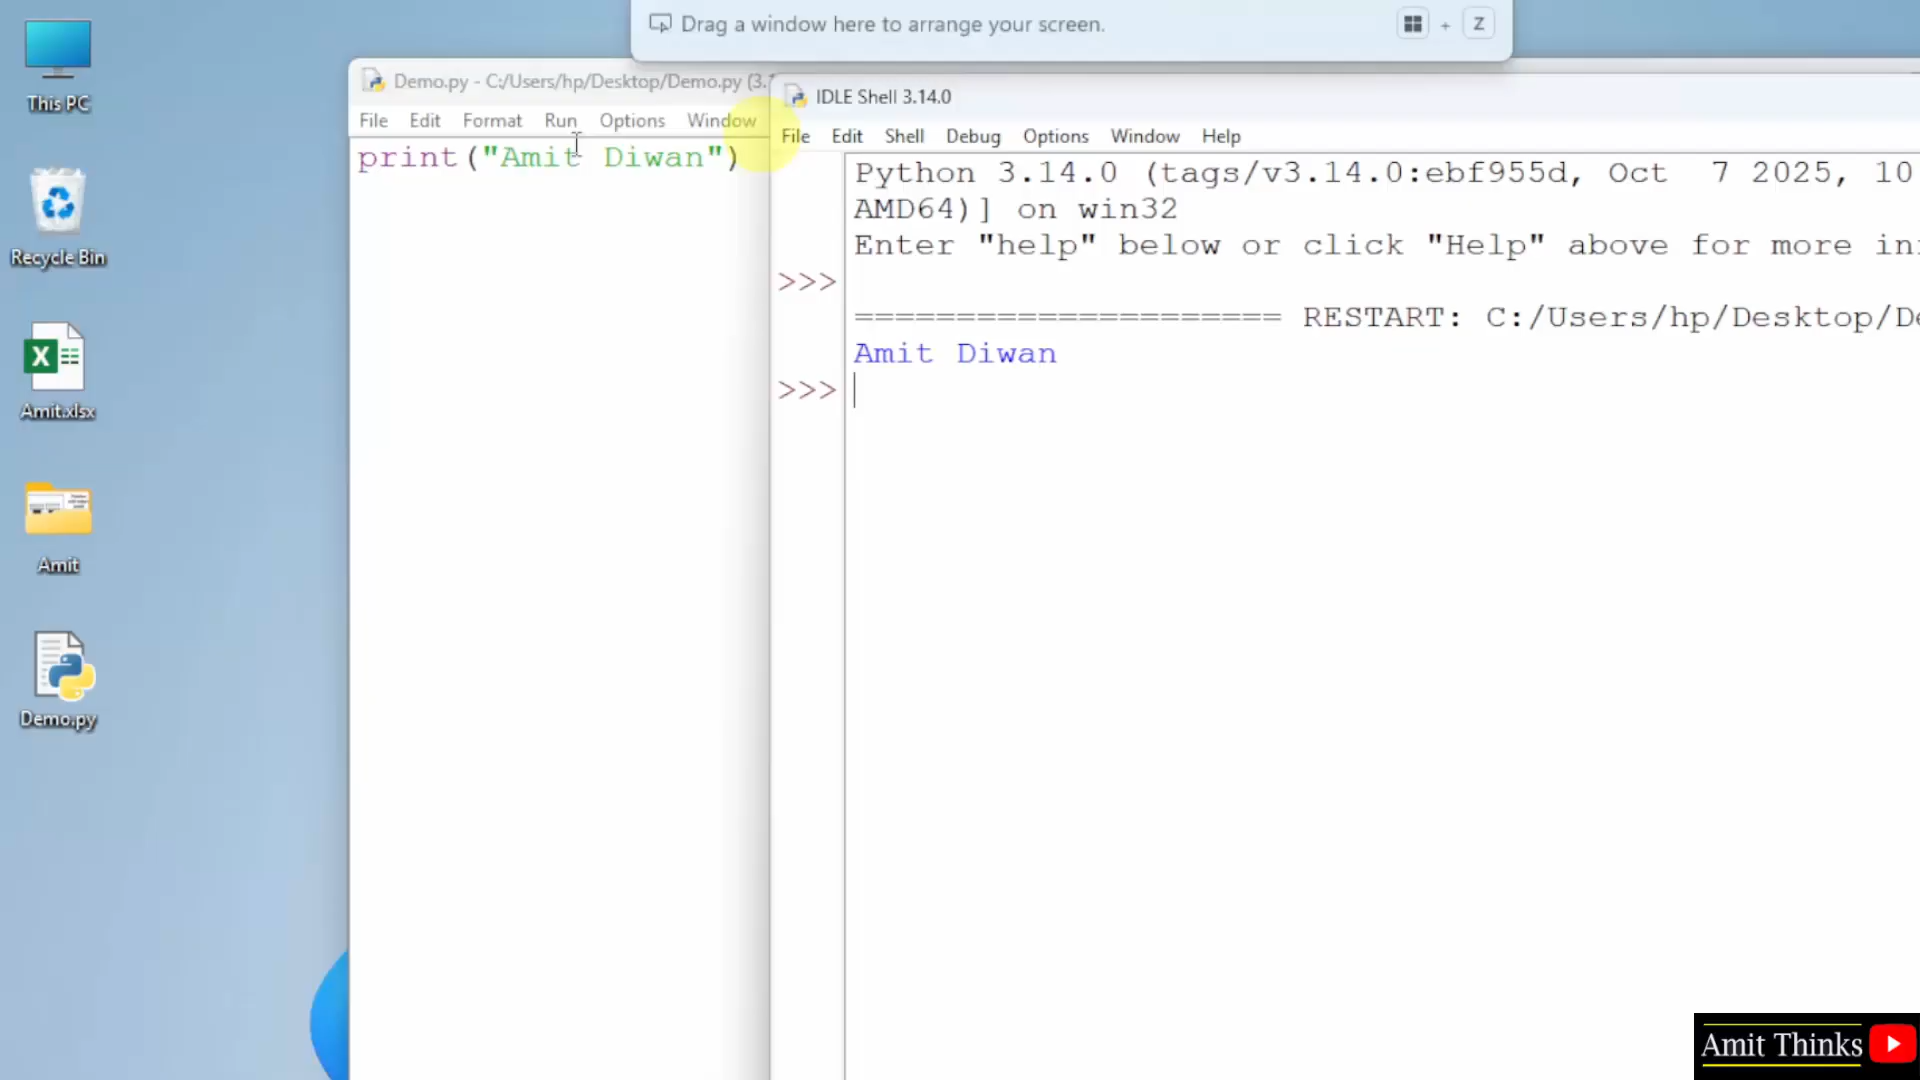 Drag a window here to arrange your screen.
+ Z
This PC
Recycle Bin
Amit.xlsx
Amit
Demo.py
Demo.py - C:/Users/hp/Desktop/Demo.py (3.
File Edit Format Run Options Window
print("Amit Diwan")
IDLE Shell 3.14.0
File Edit Shell Debug Options Window Help
Python 3.14.0 (tags/v3.14.0:ebf955d, Oct 7 2025, 10
AMD64)] on win32
Enter "help" below or click "Help" above for more in
>>>
===================== RESTART: C:/Users/hp/Desktop/De
Amit Diwan
>>>
Amit Thinks